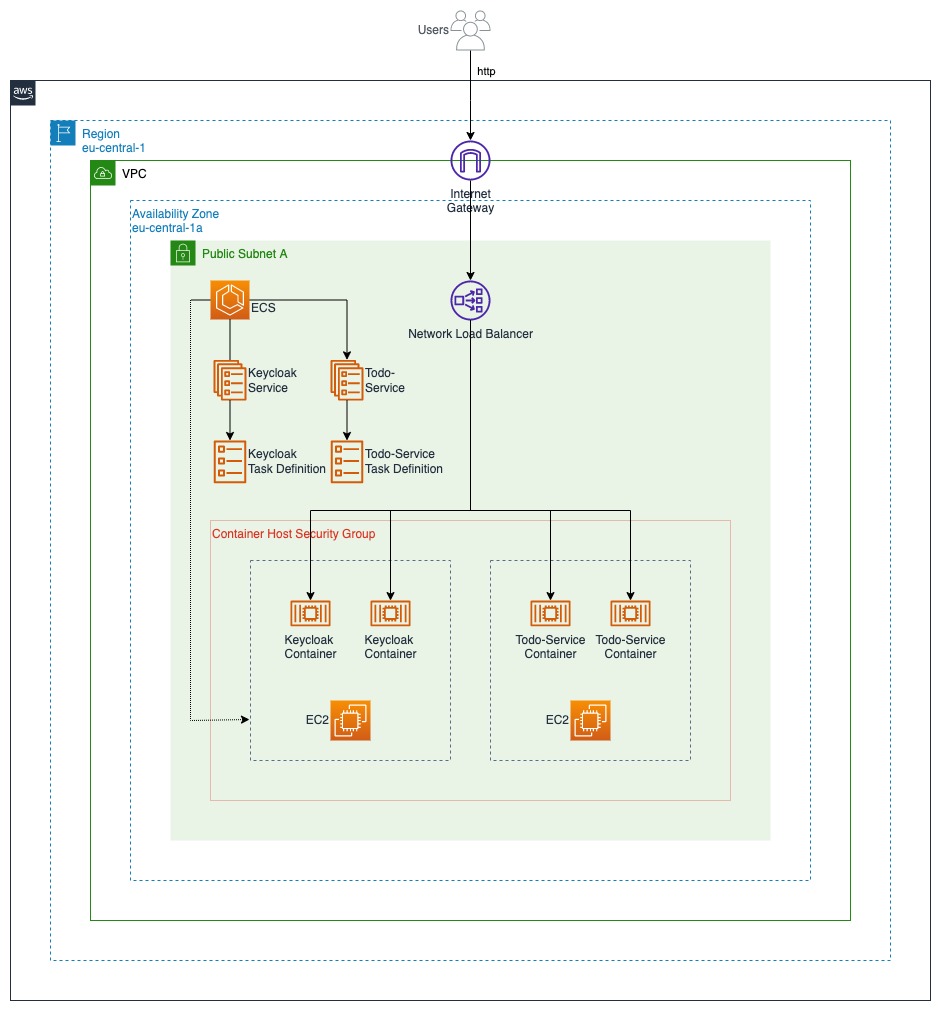 Users
http
aws
Region
eu-central-1
VPC
Internet
Gateway
Availability Zone
eu-central-1a
Public Subnet A
ECS
Network Load Balancer
Keycloak
Service
Todo-
Service
Keycloak
Task Definition
Todo-Service
Task Definition
Container Host Security Group
Keycloak
Container
Keycloak
Container
Todo-Service
Container
Todo-Service
Container
EC2
EC2